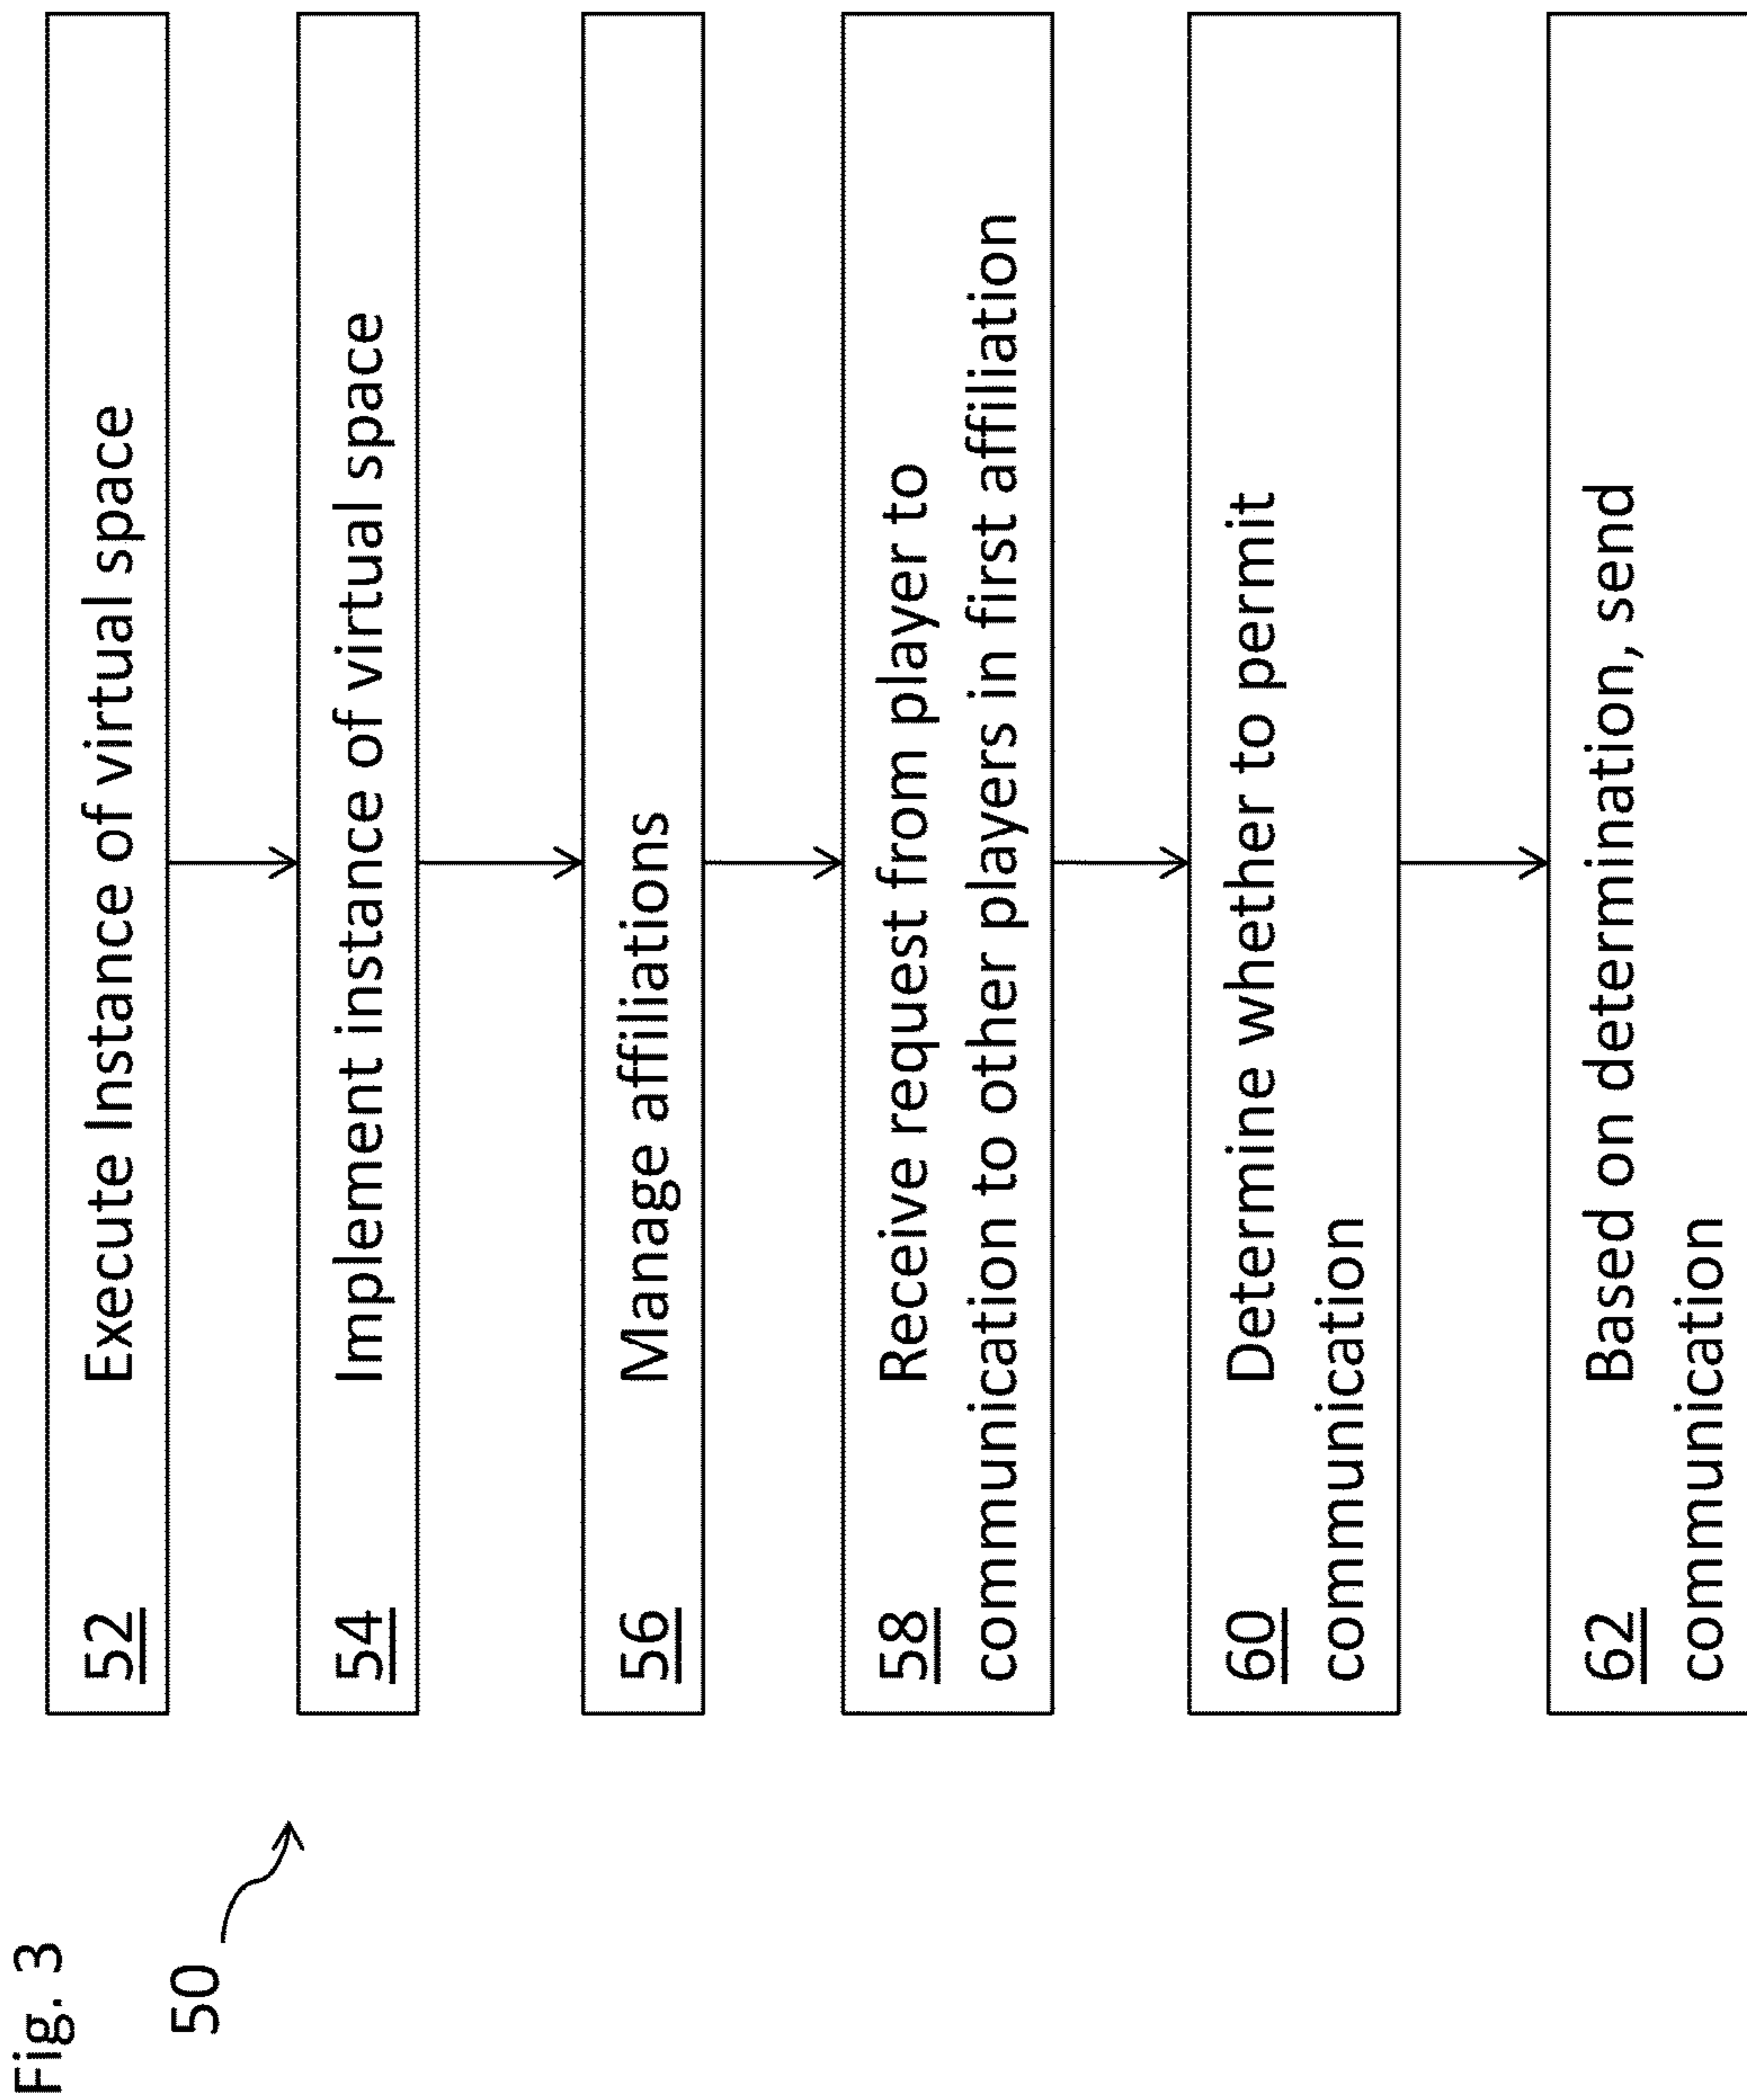 Fig. 3
50
52 Execute Instance of virtual space
54 Implement instance of virtual space
56 Manage affiliations
58 Receive request from player to
communication to other players in first affiliation
60 Determine whether to permit
communication
62 Based on determination, send
communication